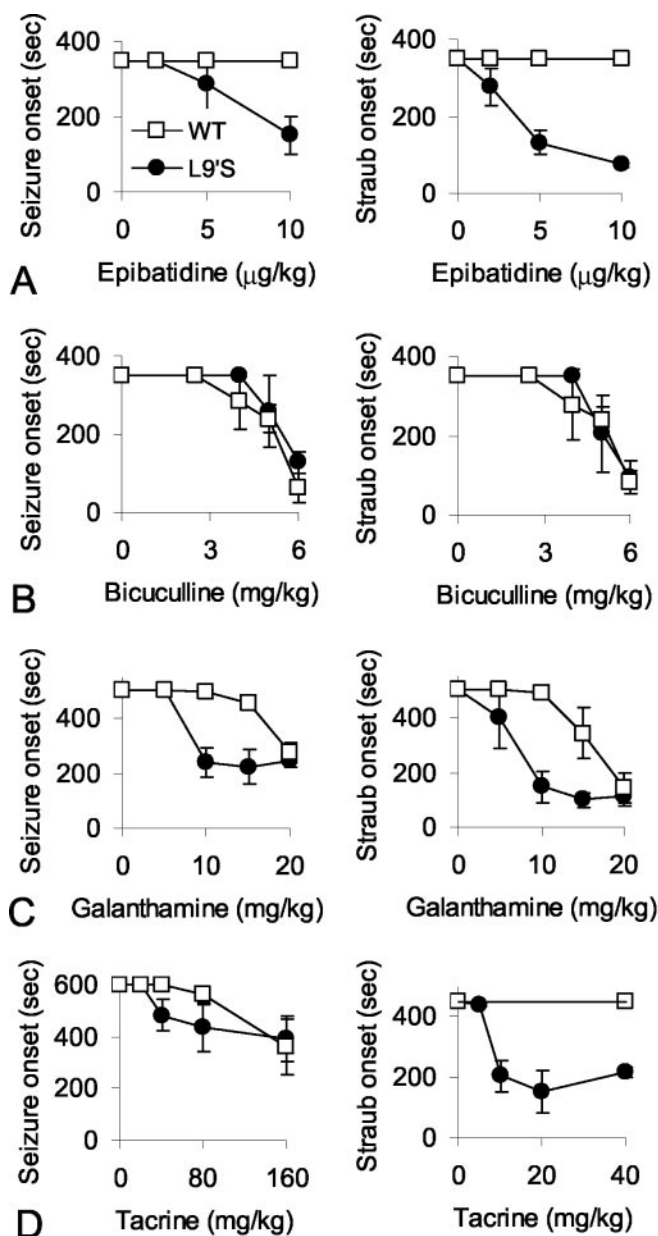 Seizure onset (sec)
400
200
0
WT
L9'S
0 5 10
Epibatidine (μg/kg)
Straub onset (sec)
400
200
0
0 5 10
Epibatidine (μg/kg)
A
Seizure onset (sec)
400
200
0
0 3 6
Bicuculline (mg/kg)
Straub onset (sec)
400
200
0
0 3 6
Bicuculline (mg/kg)
B
Seizure onset (sec)
400
200
0
0 10 20
Galanthamine (mg/kg)
Straub onset (sec)
400
200
0
0 10 20
Galanthamine (mg/kg)
C
Seizure onset (sec)
600
400
200
0
0 80 160
Tacrine (mg/kg)
Straub onset (sec)
400
200
0
0 20 40
Tacrine (mg/kg)
D